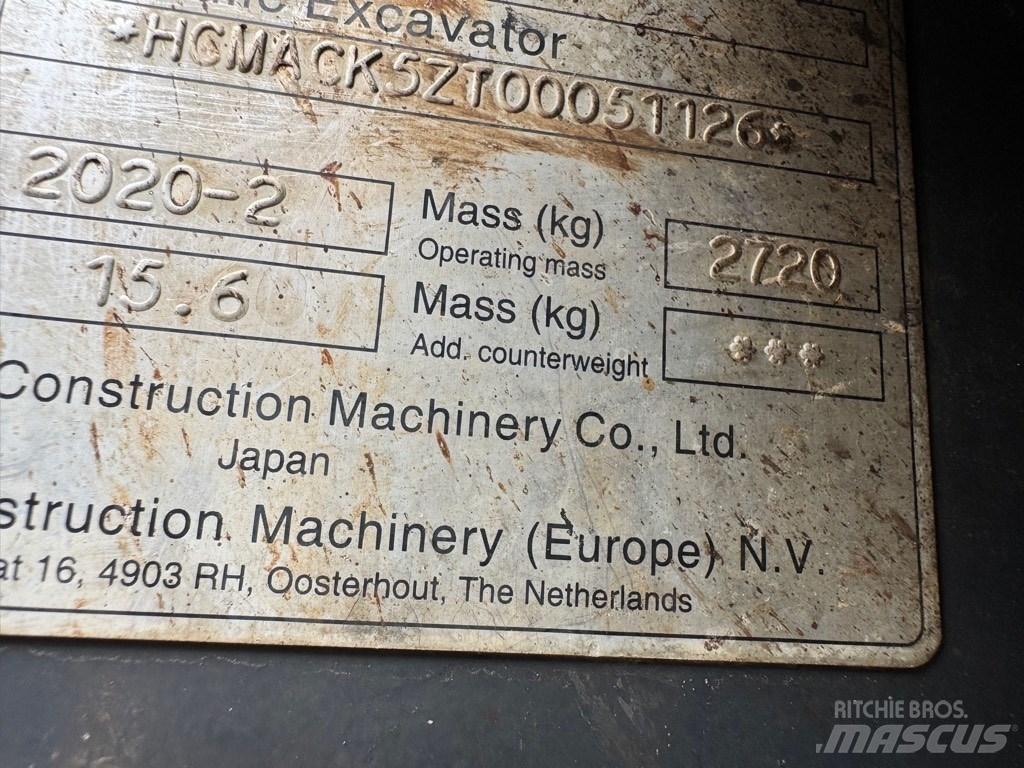 Excavator
*HCMACK5ZT00051126*
2020-2
Mass (kg)
Operating mass
2720
15.6
Mass (kg)
Add. counterweight
***
Construction Machinery Co., Ltd.
Japan
struction Machinery (Europe) N.V.
at 16, 4903 RH, Oosterhout, The Netherlands
RITCHIE BROS.
MASCUS